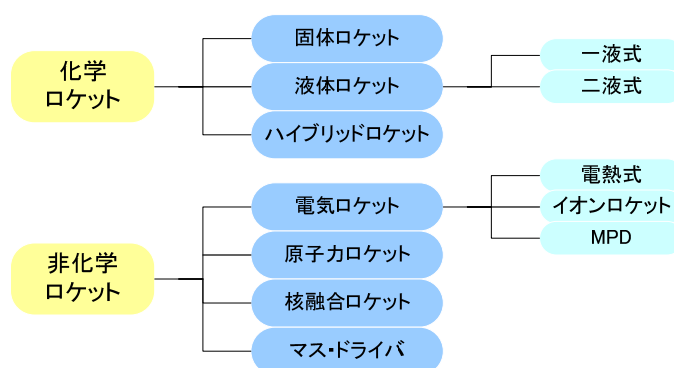 化学
ロケット
固体ロケット
液体ロケット
ハイブリッドロケット
一液式
二液式
非化学
ロケット
電気ロケット
原子力ロケット
核融合ロケット
マス・ドライバ
電熱式
イオンロケット
MPD